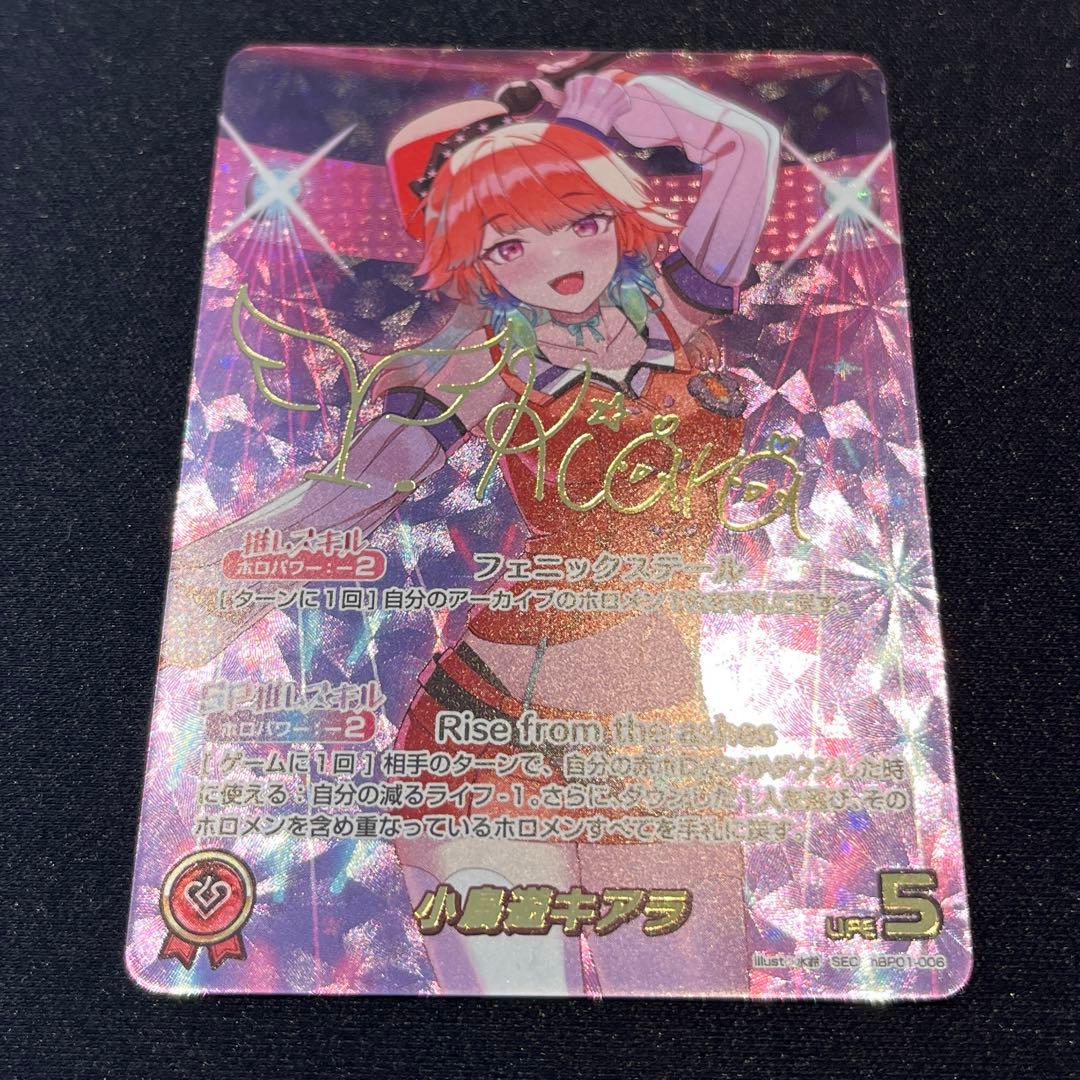 T. Kiara
推しスキル
ホロパワー：－2
フェニックステール
[ターンに１回]自分のアーカイブのホロメン1枚を手札に戻す。
SP推しスキル
ホロパワー：－2
Rise from the ashes
[ゲームに１回]相手のターンで、自分の赤ホロメンがダウンした時
に使える：自分の減るライフ-1。さらに、ダウンした1人を選び、その
ホロメンを含め重なっているホロメンすべてを手札に戻す。
小鳥遊キアラ
LIFE 5
illust. 水鏡 SEC hBP01-006